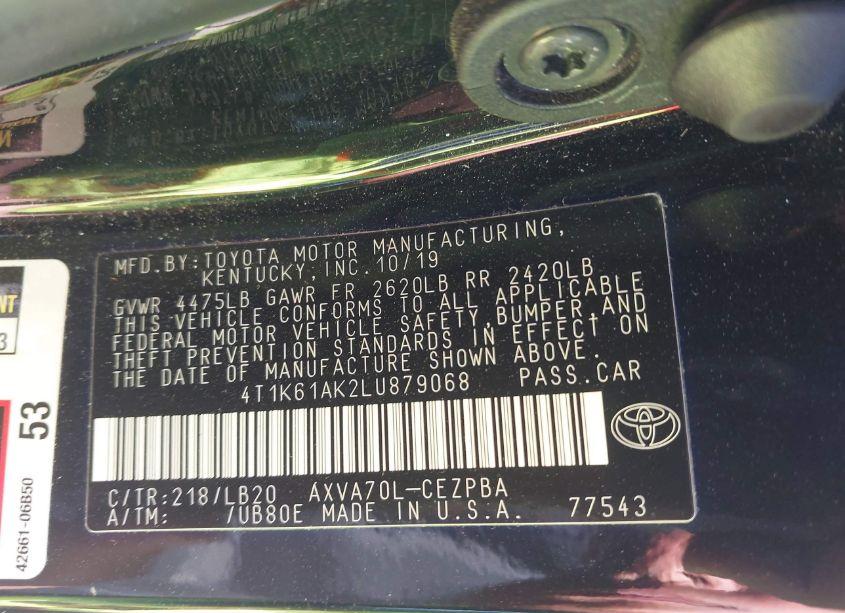 MFD.BY:TOYOTA MOTOR MANUFACTURING,
KENTUCKY,INC.10/19
GVWR 4475LB GAWR FR 2620LB RR 2420LB
THIS VEHICLE CONFORMS TO ALL APPLICABLE
FEDERAL MOTOR VEHICLE SAFETY,BUMPER,AND
THEFT PREVENTION STANDARDS IN EFFECT ON
THE DATE OF MANUFACTURE SHOWN ABOVE.
4T1K61AK2LU879068 PASS.CAR
C/TR:218/LB20 AXVA70L-CEZPBA
A/TM: /UB80E MADE IN U.S.A. 77543
53
42661-06B50